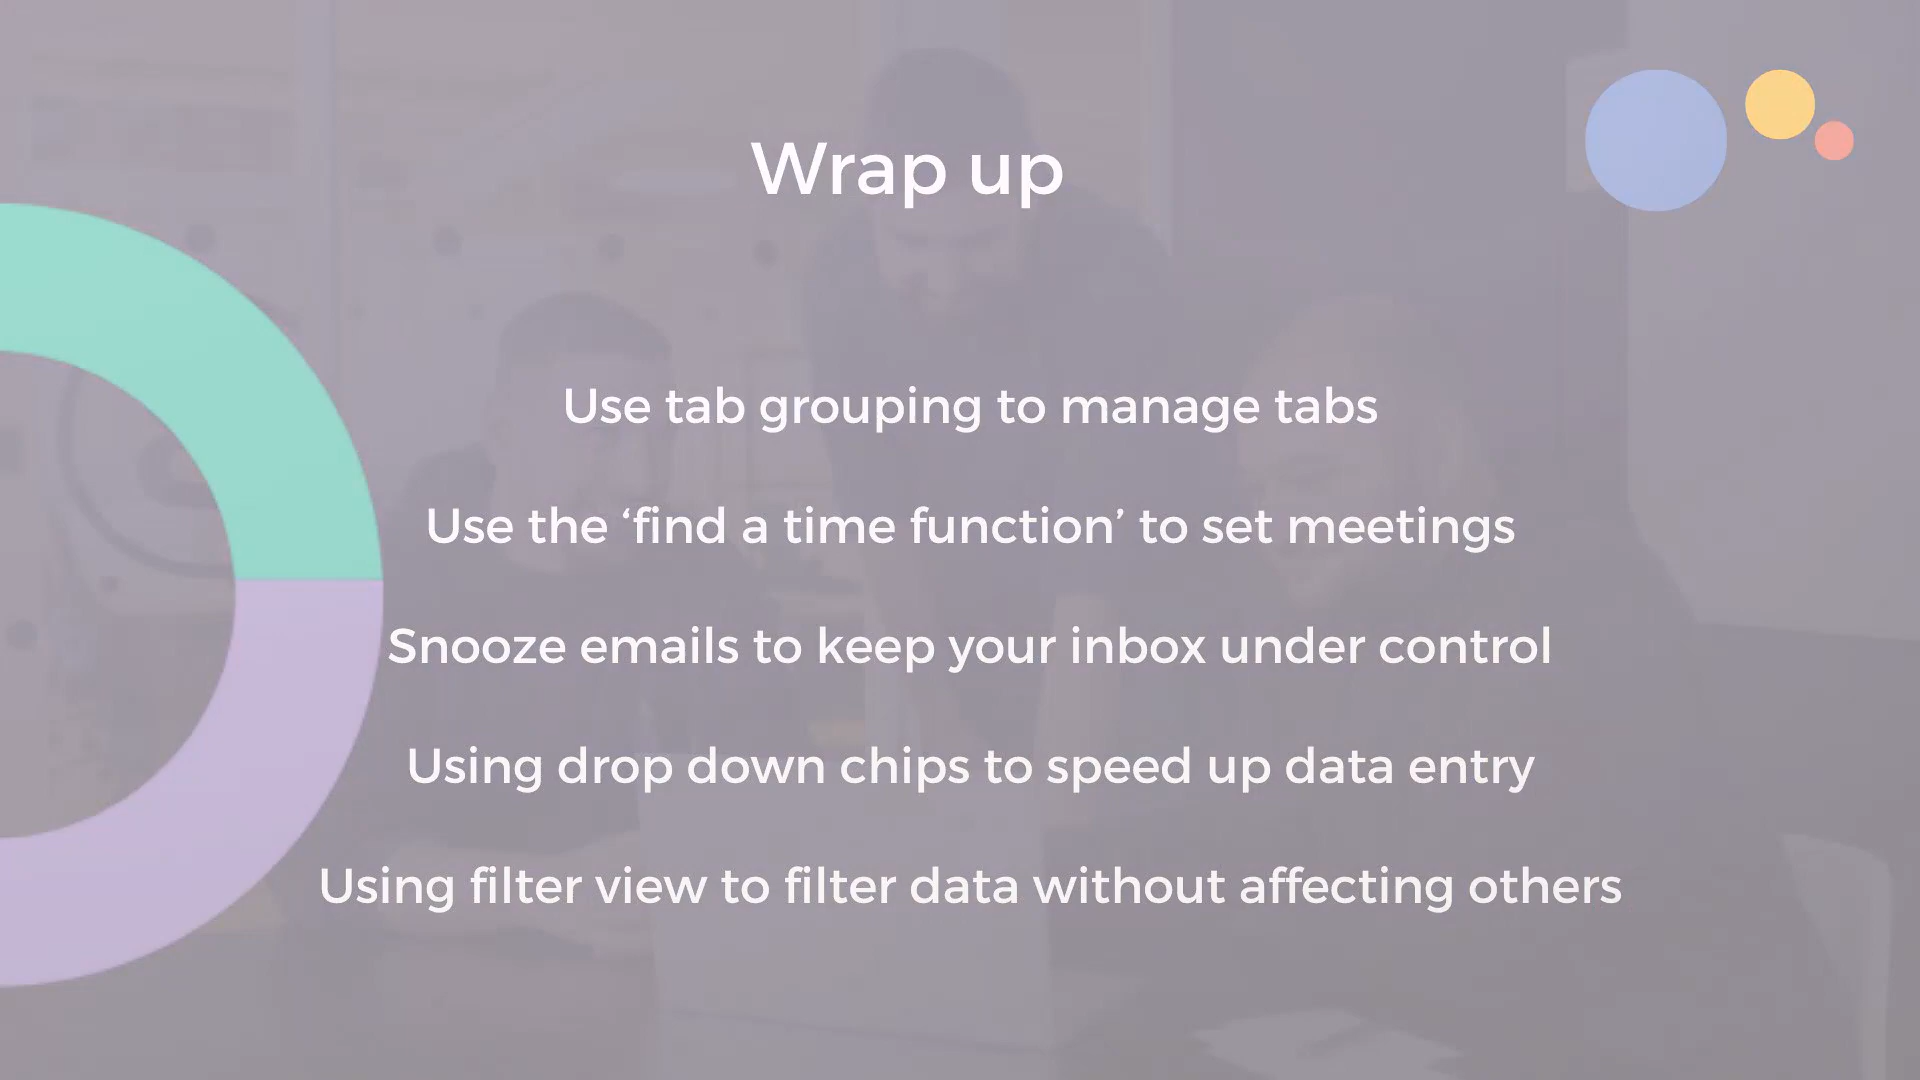 Wrap up
Use tab grouping to manage tabs
Use the ‘find a time function’ to set meetings
Snooze emails to keep your inbox under control
Using drop down chips to speed up data entry
Using filter view to filter data without affecting others